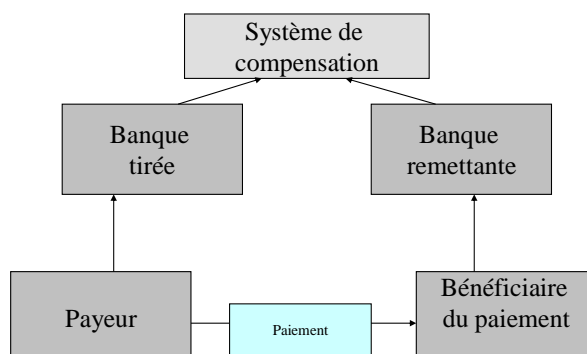 Système de
compensation
Banque
tirée
Banque
remettante
Payeur
Paiement
Bénéficiaire
du paiement